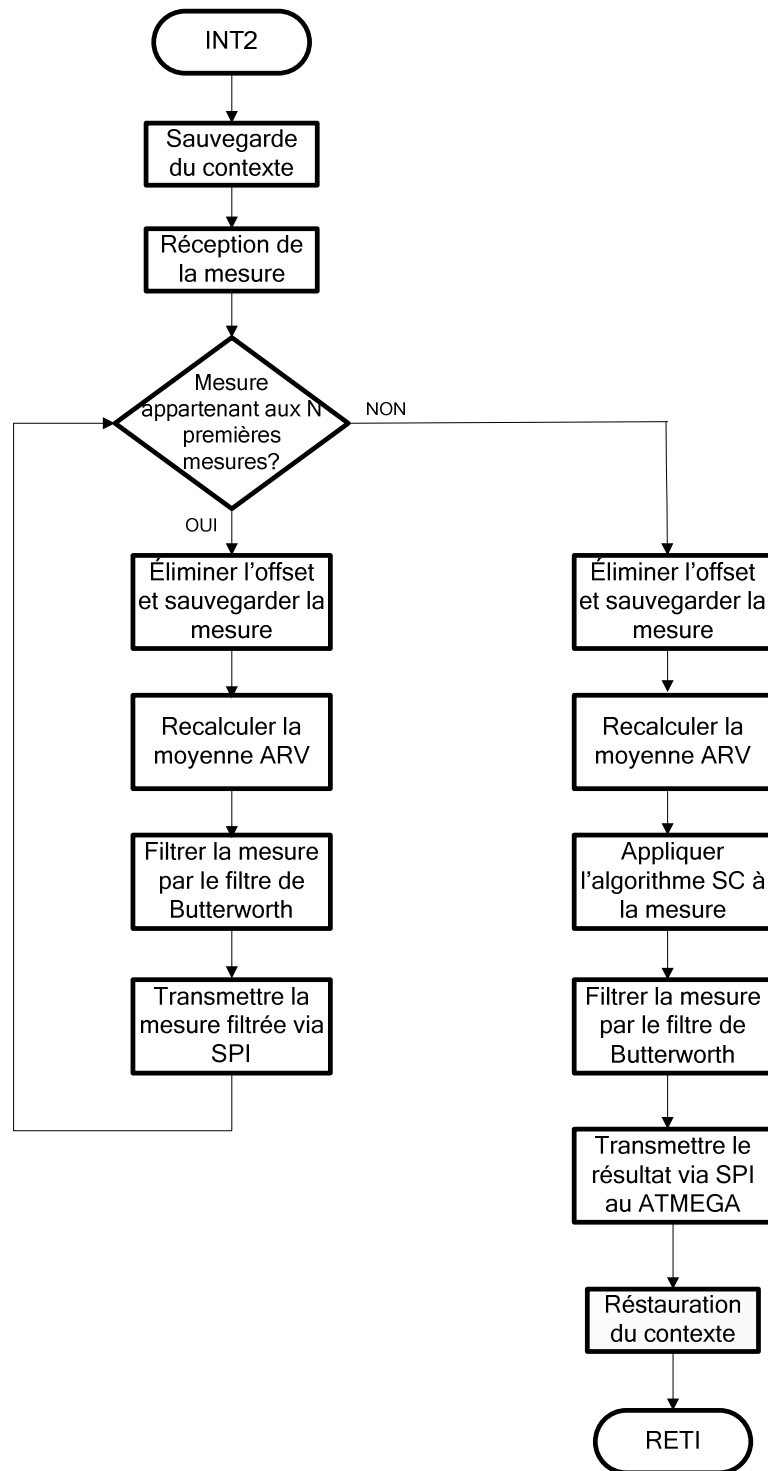 INT2
Sauvegarde
du contexte
Réception de
la mesure
Mesure
appartenant aux N
premières
mesures?
NON
OUI
Éliminer l'offset
et sauvegarder la
mesure
Recalculer la
moyenne ARV
Filtrer la mesure
par le filtre de
Butterworth
Transmettre la
mesure filtrée via
SPI
Éliminer l'offset
et sauvegarder la
mesure
Recalculer la
moyenne ARV
Appliquer
l'algorithme SC à
la mesure
Filtrer la mesure
par le filtre de
Butterworth
Transmettre le
résultat via SPI
au ATMEGA
Réstauration
du contexte
RETI